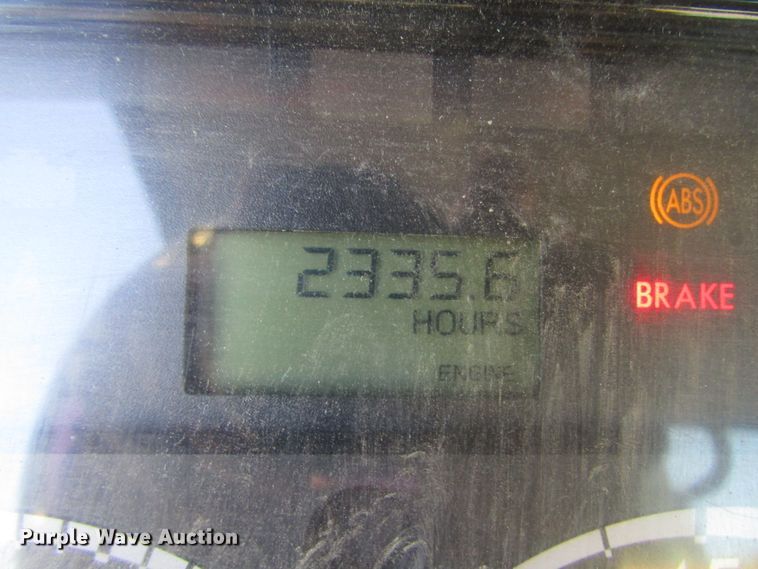 ABS
2335.6
BRAKE
HOURS
ENGINE
Purple Wave Auction